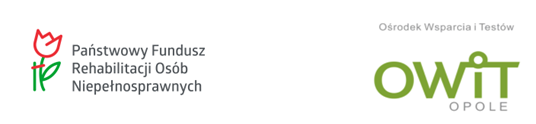 Państwowy Fundusz
Rehabilitacji Osób
Niepełnosprawnych
Ośrodek Wsparcia i Testów
OWiT
OPOLE